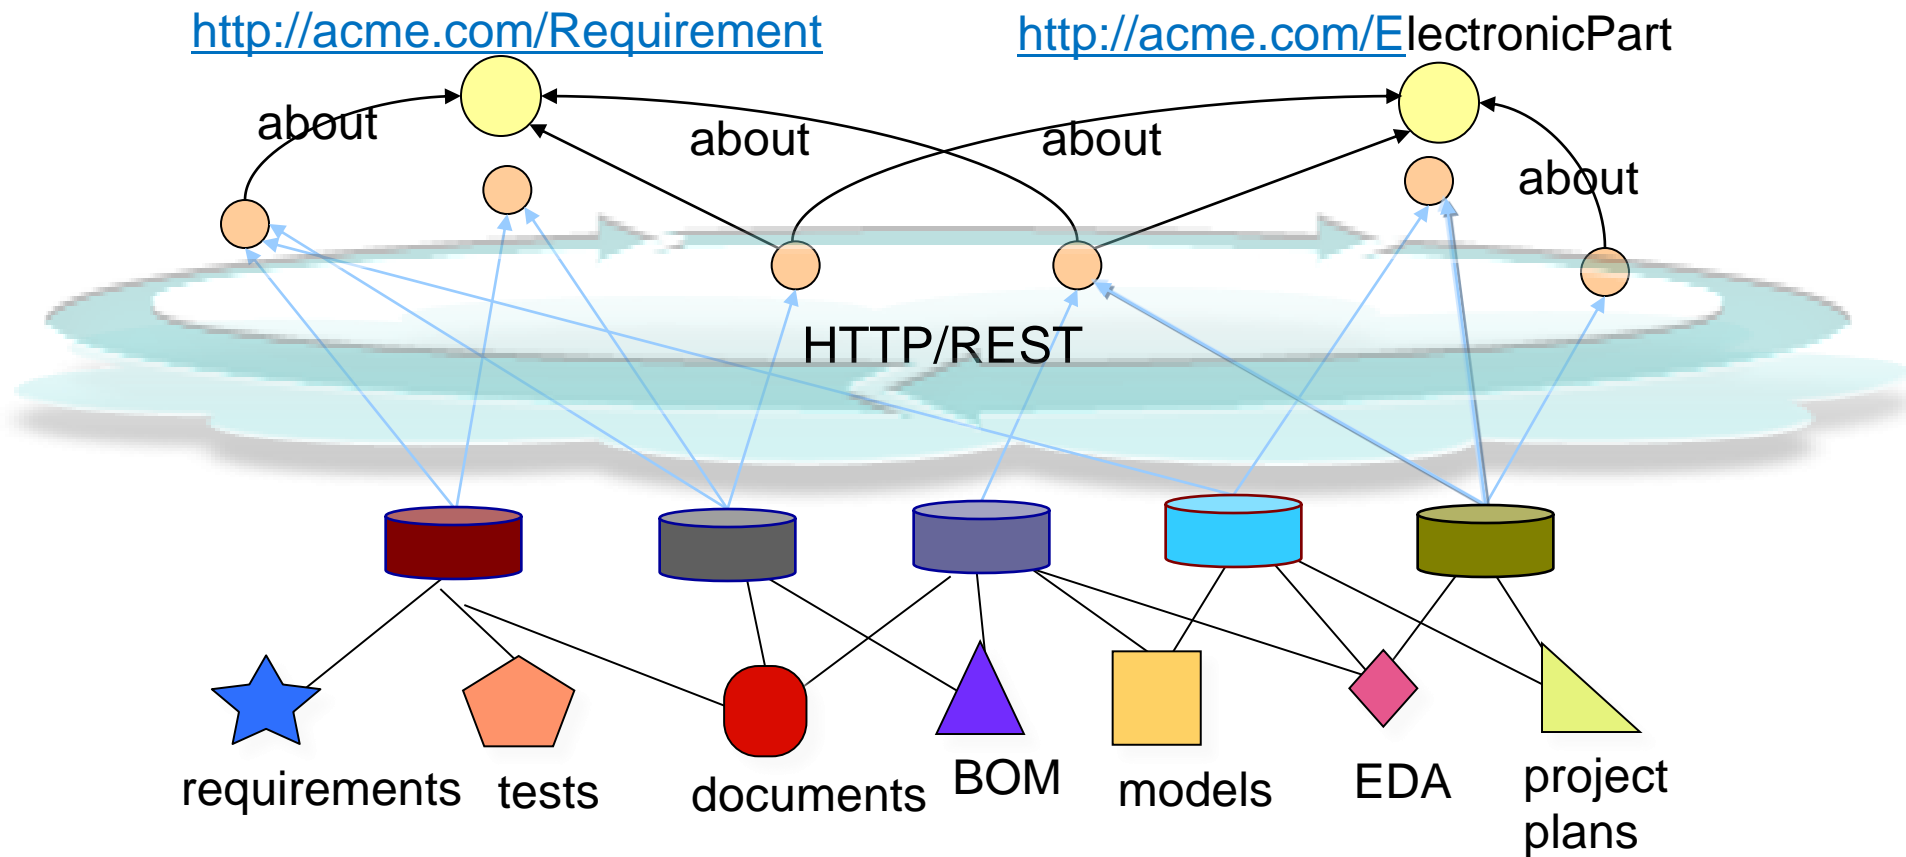 http://acme.com/Requirement
http://acme.com/ElectronicPart
about
about
about
about
HTTP/REST
requirements
tests
documents
BOM
models
EDA
project
plans